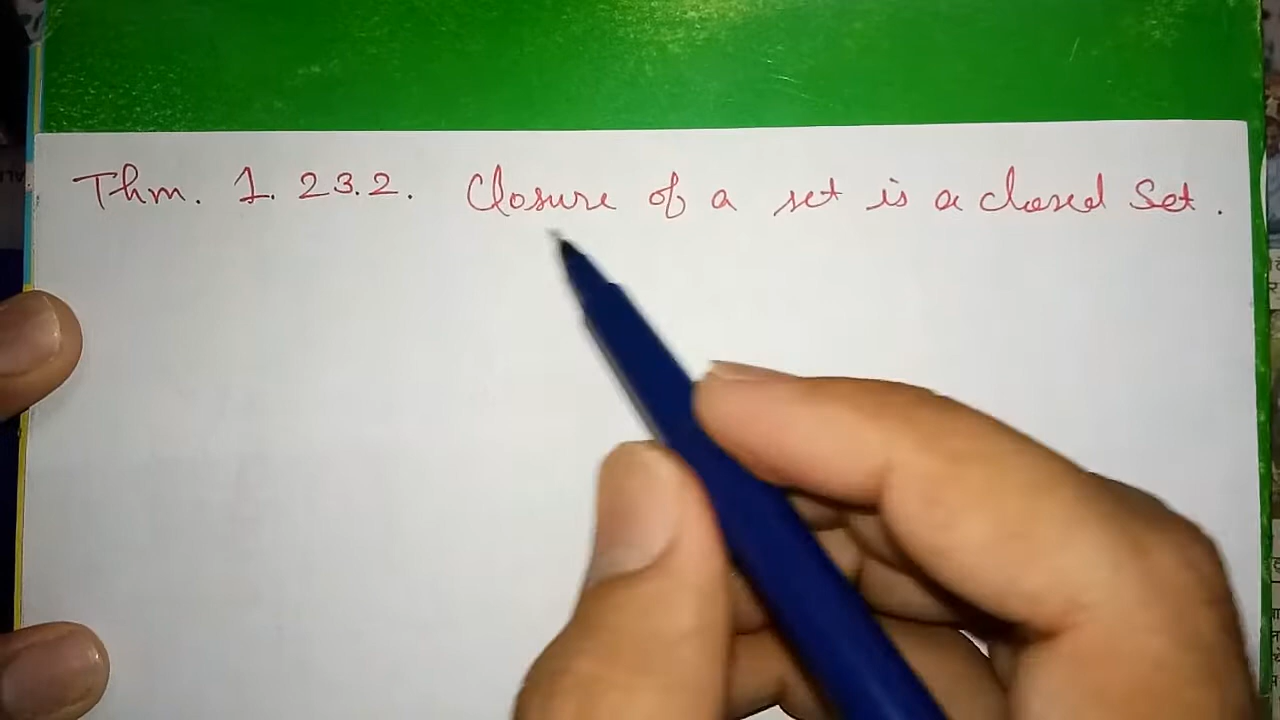 Thm. 1. 23.2. Closure of a set is a closed Set.